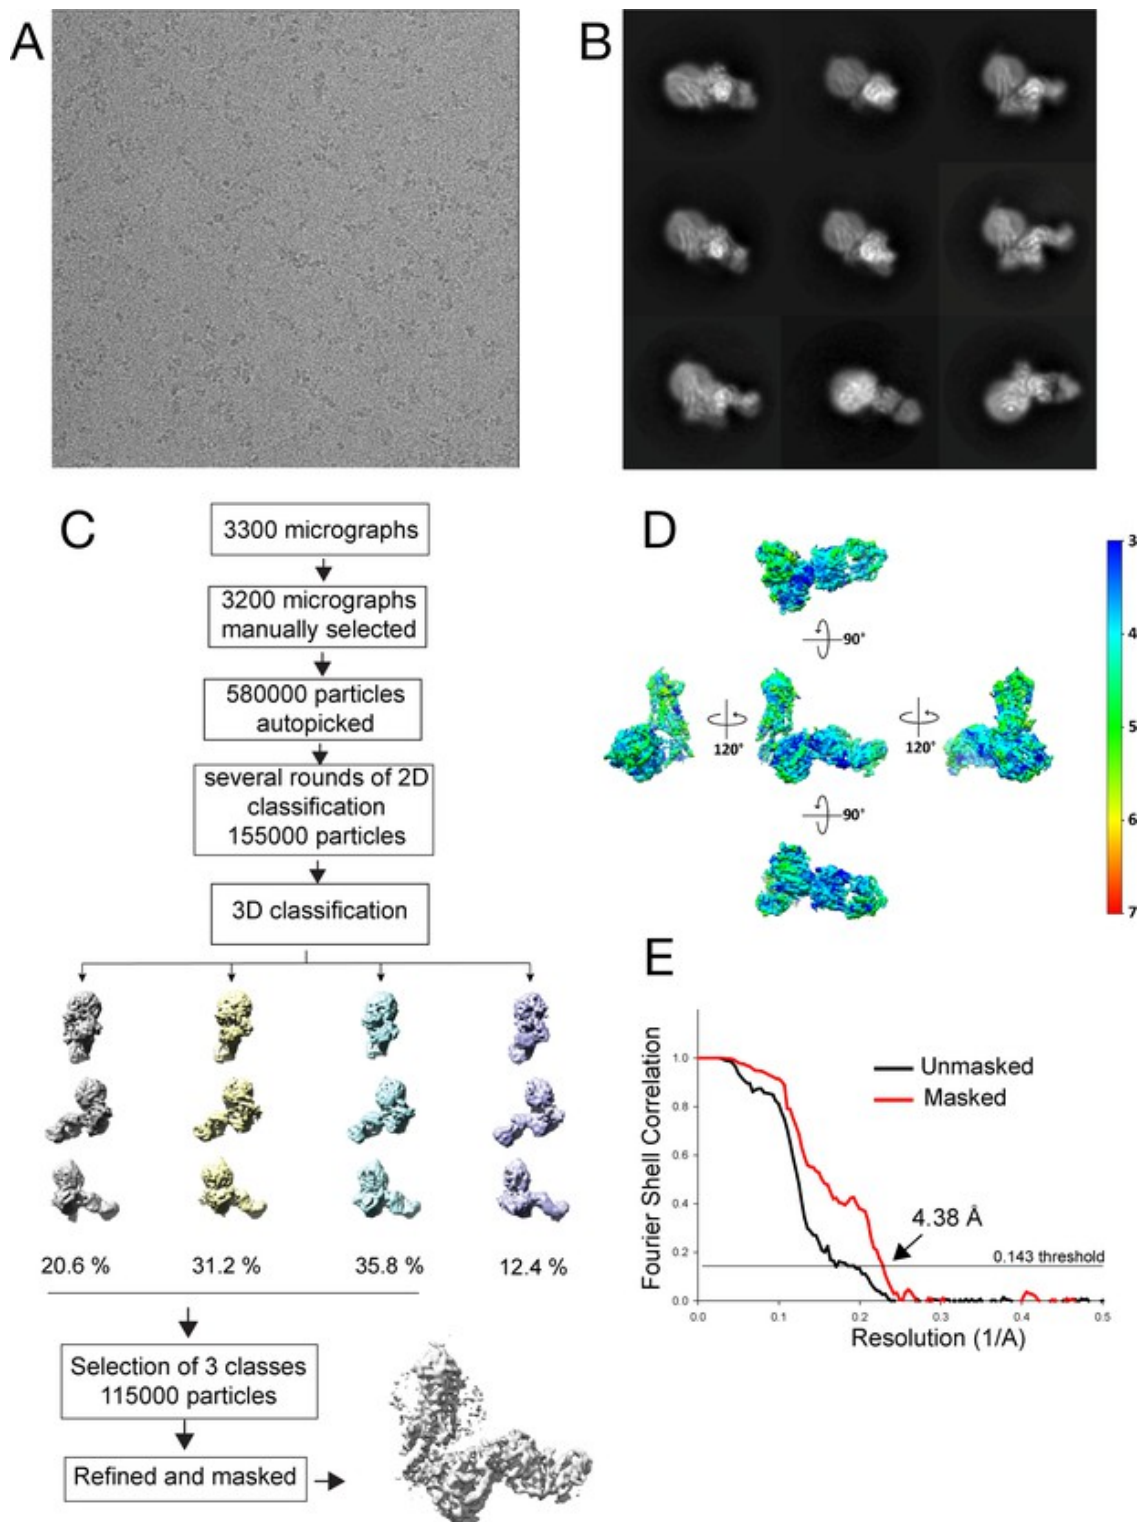 A
B
C
3300 micrographs
3200 micrographs
manually selected
580000 particles
autopicked
several rounds of 2D
classification
155000 particles
3D classification
20.6 %
31.2 %
35.8 %
12.4 %
Selection of 3 classes
115000 particles
Refined and masked
D
90°
120°
120°
90°
3
4
5
6
7
E
Fourier Shell Correlation
1.0
0.8
0.6
0.4
0.2
0.0
Unmasked
Masked
4.38 Å
0.143 threshold
0.0
0.1
0.2
0.3
0.4
0.5
Resolution (1/A)